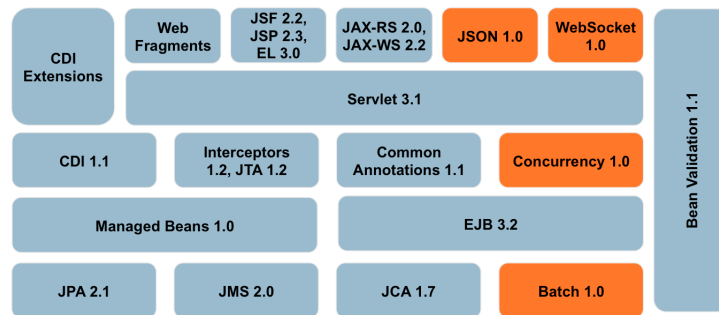 CDI
Extensions
Web
Fragments
JSF 2.2,
JSP 2.3,
EL 3.0
JAX-RS 2.0,
JAX-WS 2.2
JSON 1.0
WebSocket
1.0
Servlet 3.1
CDI 1.1
Interceptors
1.2, JTA 1.2
Common
Annotations 1.1
Concurrency 1.0
Managed Beans 1.0
EJB 3.2
JPA 2.1
JMS 2.0
JCA 1.7
Batch 1.0
Bean Validation 1.1